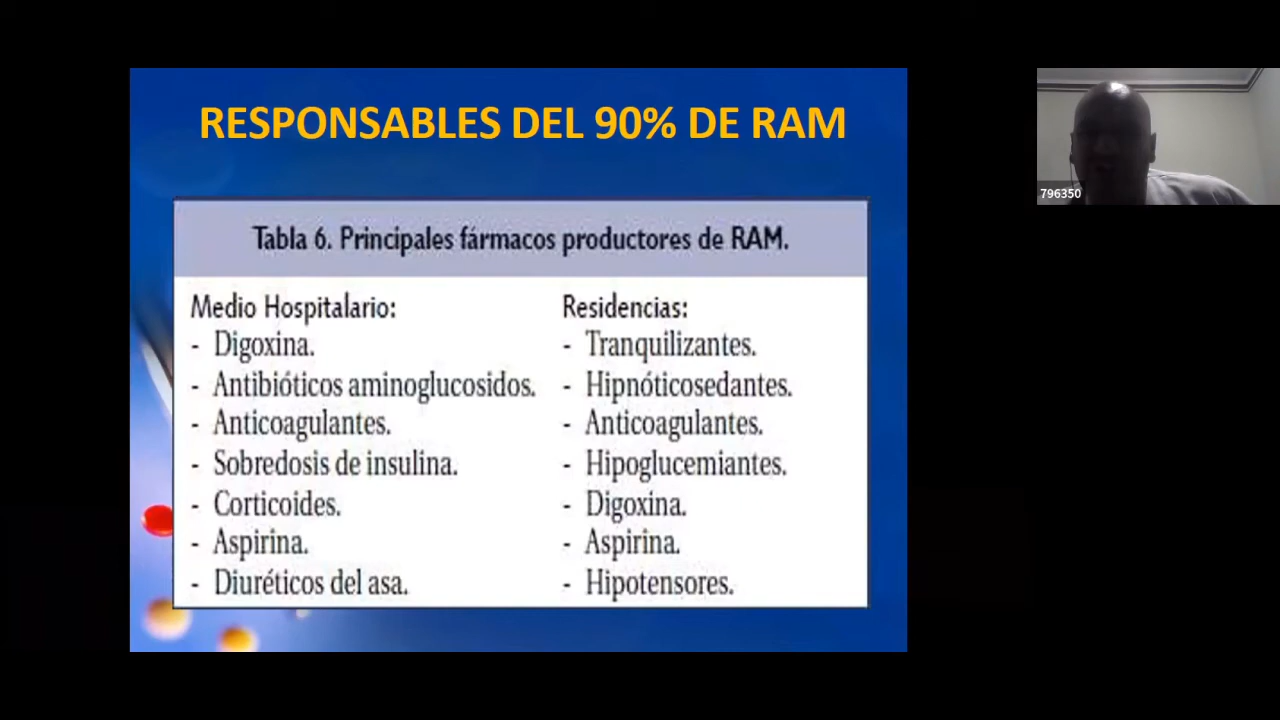 RESPONSABLES DEL 90% DE RAM
Tabla 6. Principales fármacos productores de RAM.
Medio Hospitalario:
- Digoxina.
- Antibióticos aminoglucosidos.
- Anticoagulantes.
- Sobredosis de insulina.
- Corticoides.
- Aspirina.
- Diuréticos del asa.
Residencias:
- Tranquilizantes.
- Hipnóticosedantes.
- Anticoagulantes.
- Hipoglucemiantes.
- Digoxina.
- Aspirina.
- Hipotensores.
796350